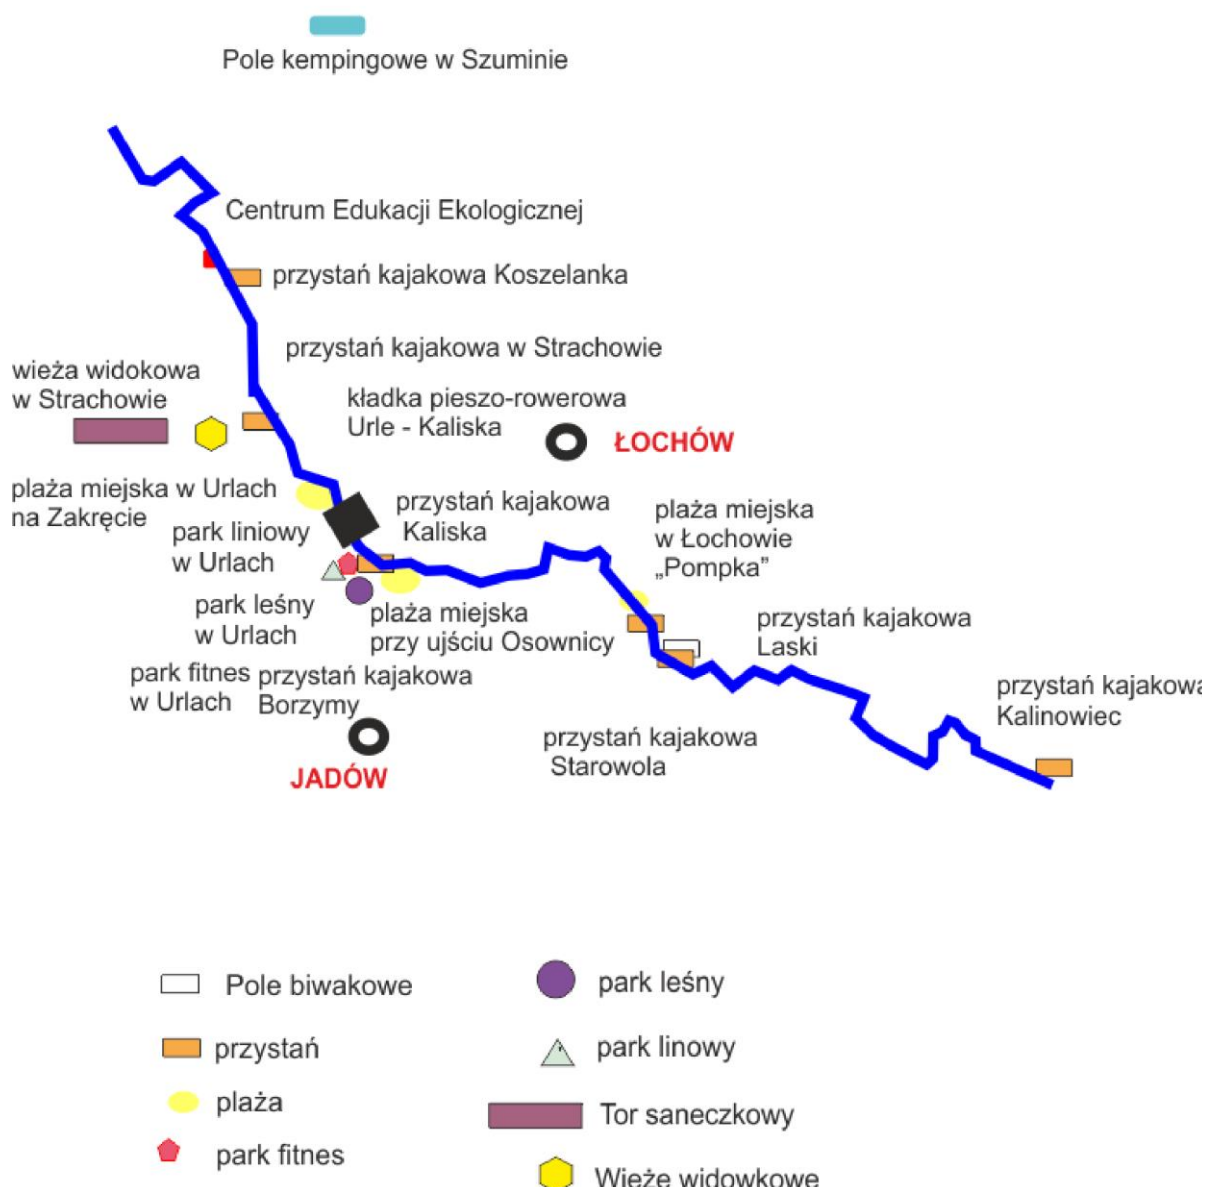 Pole kempingowe w Szuminie
Centrum Edukacji Ekologicznej
przystań kajakowa Koszelanka
przystań kajakowa w Strachowie
wieża widokowa
w Strachowie
kładka pieszo-rowerowa
Urle - Kaliska
ŁOCHÓW
plaża miejska w Urlach
na Zakręcie
przystań kajakowa
Kaliska
plaża miejska
w Łochowie
„Pompka”
park liniowy
w Urlach
park leśny
w Urlach
plaża miejska
przy ujściu Osownicy
przystań kajakowa
Laski
park fitnes
w Urlach
przystań kajakowa
Borzymy
przystań kajakowa
Kalinowiec
przystań kajakowa
Starowola
JADÓW
Pole biwakowe
park leśny
przystań
park linowy
plaża
Tor saneczkowy
park fitnes
Wieże widowkowe